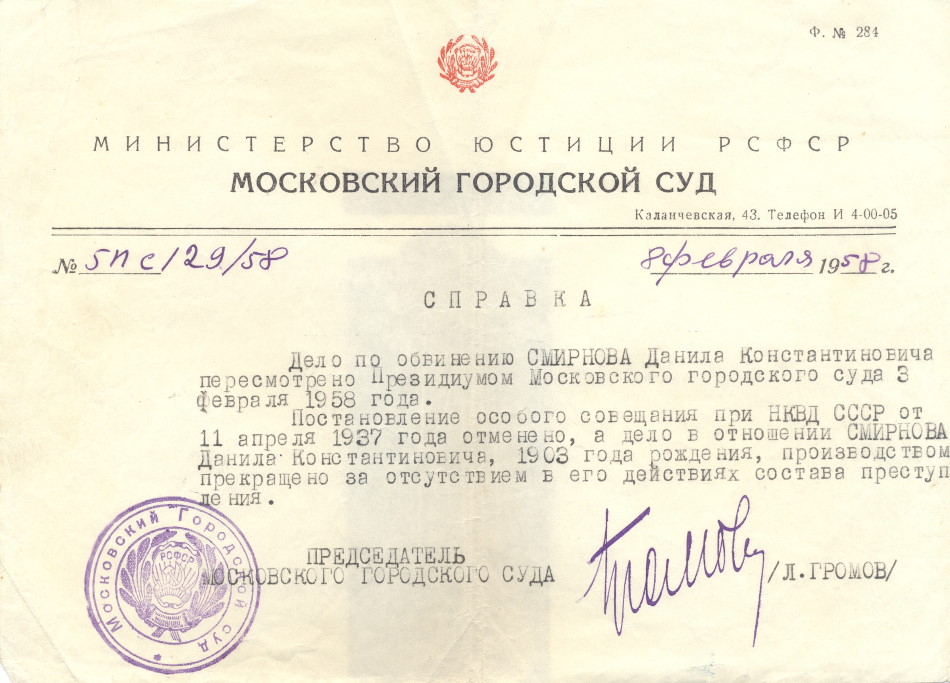 Ф. № 284
МИНИСТЕРСТВО ЮСТИЦИИ РСФСР
МОСКОВСКИЙ ГОРОДСКОЙ СУД
Каланчевская, 43. Телефон И 4-00-05
№ 5пс/29/58
8 февраля 1958 г.
СПРАВКА
Дело по обвинению СМИРНОВА Данила Константиновича
пересмотрено Президиумом Московского городского суда 3
февраля 1958 года.
Постановление особого совещания при НКВД СССР от
11 апреля 1937 года отменено, а дело в отношении СМИРНОВА
Данила Константиновича, 1903 года рождения, производством
прекращено за отсутствием в его действиях состава преступ
ления.
ПРЕДСЕДАТЕЛЬ
МОСКОВСКОГО ГОРОДСКОГО СУДА
Громов
/Л.ГРОМОВ/
Московский Городской суд
РСФСР